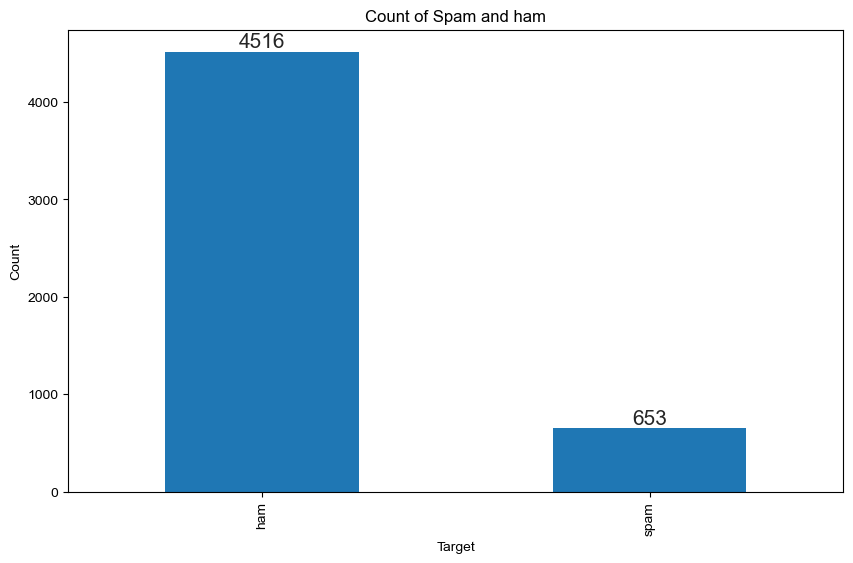 Count of Spam and ham
4516
4000
3000
2000
1000
0
Count
653
ham
spam
Target